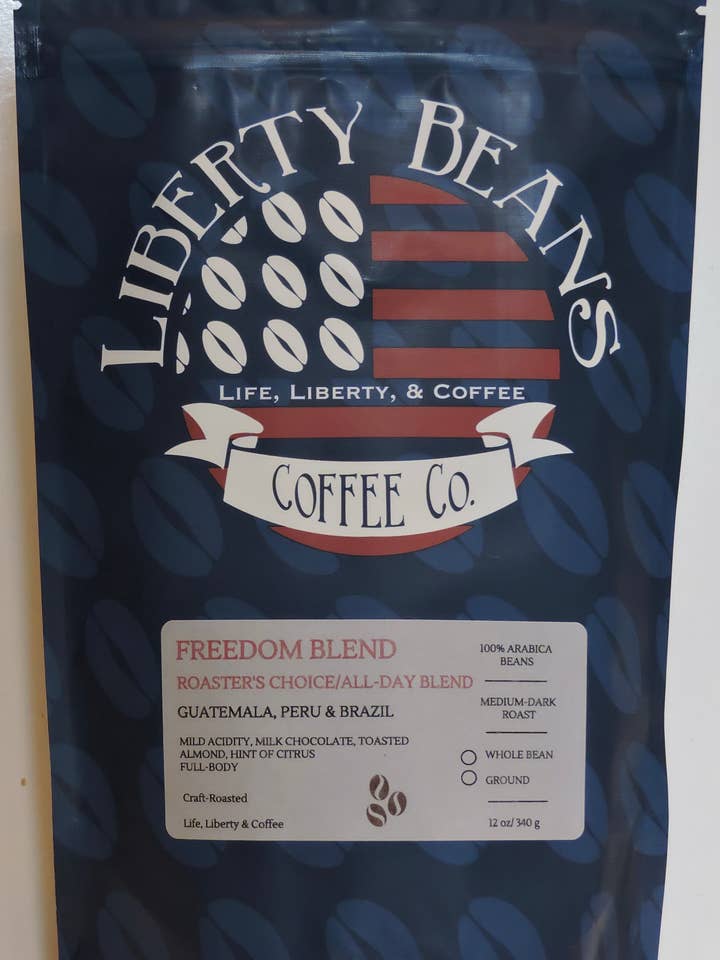 LIBERTY BEANS
LIFE, LIBERTY, & COFFEE
COFFEE CO.
FREEDOM BLEND
ROASTER'S CHOICE/ALL-DAY BLEND
GUATEMALA, PERU & BRAZIL
MILD ACIDITY, MILK CHOCOLATE, TOASTED
ALMOND, HINT OF CITRUS
FULL-BODY
Craft-Roasted
Life, Liberty & Coffee
100% ARABICA
BEANS
MEDIUM-DARK
ROAST
WHOLE BEAN
GROUND
12 oz/ 340 g